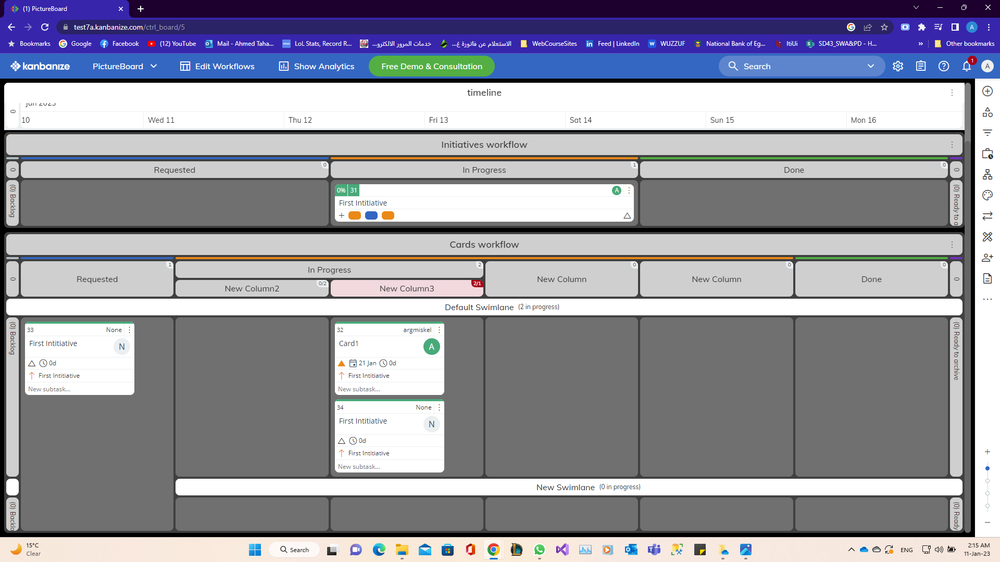 (1) PictureBoard
test7a.kanbanize.com/ctrl_board/5
A
Bookmarks Google Facebook (12) YouTube Mail - Ahmed Taha... LoL Stats, Record R... خدمات المرور الالكترو... الاستعلام عن فاتورة غ... WebCourseSites Feed | LinkedIn WUZZUF National Bank of Eg... ItiUi SD43_SWA&PD - H... » Other bookmarks
kanbanize PictureBoard Edit Workflows Show Analytics Free Demo & Consultation Search 1 A
timeline
0 Jan 2023
10 Wed 11 Thu 12 Fri 13 Sat 14 Sun 15 Mon 16
Initiatives workflow
0 Requested 0 In Progress 1 Done 0 0
(0) Backlog
0% 31 A
First Intitiative
(0) Ready to a
Cards workflow
0 Requested 1 In Progress 2 New Column 0 New Column 0 Done 0 0
New Column2 0/2 New Column3 2/1
Default Swimlane (2 in progress)
(0) Backlog
33 None
First Intitiative N
0d
First Intitiative
New subtask...
32 argmiskel
Card1 A
21 Jan 0d
First Intitiative
New subtask...
34 None
First Intitiative N
0d
First Intitiative
New subtask...
(0) Ready to archive
New Swimlane (0 in progress)
(0) Backlo
(0) Ready
15°C
Clear
Search
ENG
2:15 AM
11-Jan-23